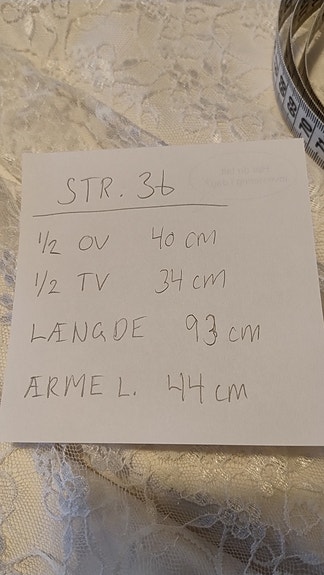 STR. 36
1/2 OV 40 cm
1/2 TV 34 cm
LÆNGDE 93 cm
ÆRME L. 44 cm